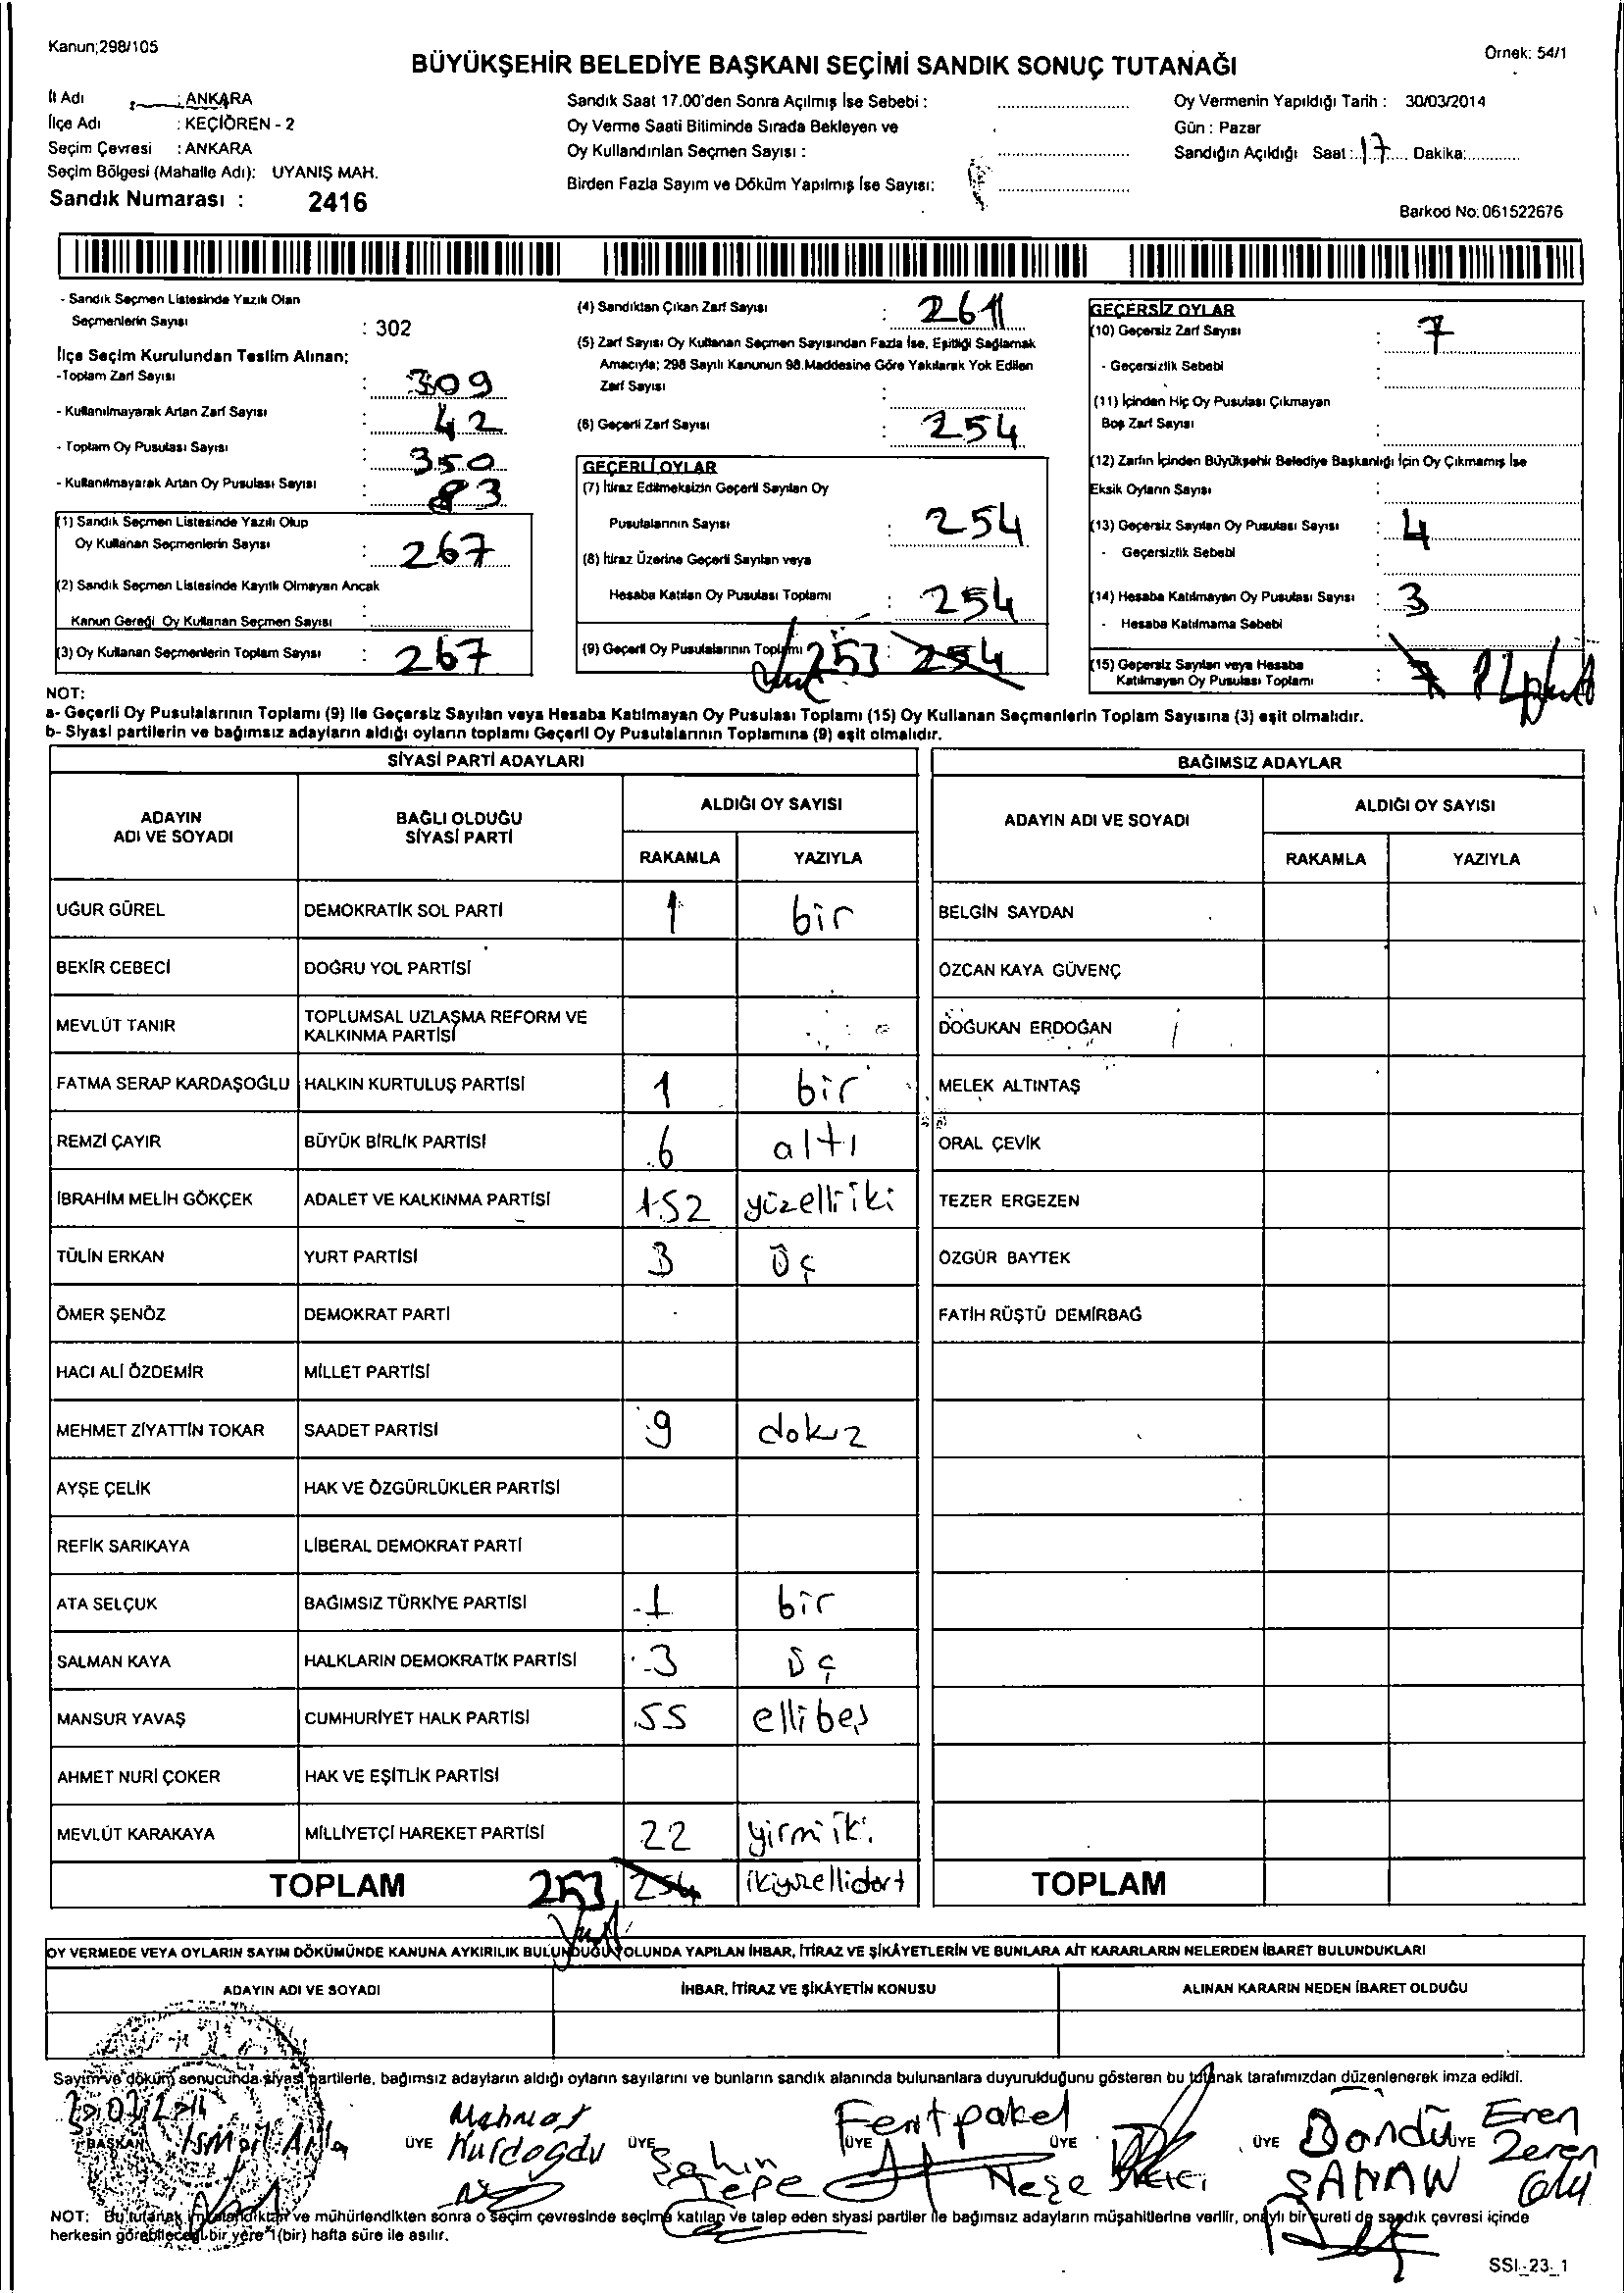 Kanun;298/105
Örnek: 54/1
BÜYÜKŞEHİR BELEDİYE BAŞKANI SEÇİMİ SANDIK SONUÇ TUTANAĞI
İl Adı : ANKARA
İlçe Adı : KEÇİÖREN - 2
Seçim Çevresi : ANKARA
Seçim Bölgesi (Mahalle Adı): UYANIŞ MAH.
Sandık Numarası : 2416
Sandık Saat 17.00'den Sonra Açılmış İse Sebebi :
Oy Verme Saati Bitiminde Sırada Bekleyen ve
Oy Kullandırılan Seçmen Sayısı :
Birden Fazla Sayım ve Döküm Yapılmış İse Sayısı:
Oy Vermenin Yapıldığı Tarih : 30/03/2014
Gün : Pazar
Sandığın Açıldığı Saat : 17 Dakika:
Barkod No: 061522676
- Sandık Seçmen Listesinde Yazılı Olan
Seçmenlerin Sayısı : 302
İlçe Seçim Kurulundan Teslim Alınan;
-Toplam Zarf Sayısı : 309
- Kullanılmayarak Artan Zarf Sayısı : 42
- Toplam Oy Pusulası Sayısı : 350
- Kullanılmayarak Artan Oy Pusulası Sayısı : 83
(1) Sandık Seçmen Listesinde Yazılı Olup
Oy Kullanan Seçmenlerin Sayısı : 267
(2) Sandık Seçmen Listesinde Kayıtlı Olmayan Ancak
Kanun Gereği Oy Kullanan Seçmen Sayısı :
(3) Oy Kullanan Seçmenlerin Toplam Sayısı : 267
(4) Sandıktan Çıkan Zarf Sayısı : 261
(5) Zarf Sayısı Oy Kullanan Seçmen Sayısından Fazla İse, Eşitliği Sağlamak
Amacıyla; 298 Sayılı Kanunun 98.Maddesine Göre Yakılarak Yok Edilen
Zarf Sayısı :
(6) Geçerli Zarf Sayısı : 254
GEÇERLİ OYLAR
(7) İtiraz Edilmeksizin Geçerli Sayılan Oy
Pusulalarının Sayısı : 254
(8) İtiraz Üzerine Geçerli Sayılan veya
Hesaba Katılan Oy Pusulası Toplamı : 254
(9) Geçerli Oy Pusulalarının Toplamı 253 : 254
GEÇERSİZ OYLAR
(10) Geçersiz Zarf Sayısı : 7
- Geçersizlik Sebebi :
(11) İçinden Hiç Oy Pusulası Çıkmayan
Boş Zarf Sayısı :
(12) Zarfın İçinden Büyükşehir Belediye Başkanlığı İçin Oy Çıkmamış İse
Eksik Oyların Sayısı :
(13) Geçersiz Sayılan Oy Pusulası Sayısı : 4
- Geçersizlik Sebebi :
(14) Hesaba Katılmayan Oy Pusulası Sayısı : 3
- Hesaba Katılmama Sebebi :
(15) Geçersiz Sayılan veya Hesaba
Katılmayan Oy Pusulası Toplamı : 7
NOT:
a- Geçerli Oy Pusulalarının Toplamı (9) ile Geçersiz Sayılan veya Hesaba Katılmayan Oy Pusulası Toplamı (15) Oy Kullanan Seçmenlerin Toplam Sayısına (3) eşit olmalıdır.
b- Siyasi partilerin ve bağımsız adayların aldığı oyların toplamı Geçerli Oy Pusulalarının Toplamına (9) eşit olmalıdır.
SİYASİ PARTİ ADAYLARI
ADAYIN ADI VE SOYADI
BAĞLI OLDUĞU SİYASİ PARTİ
ALDIĞI OY SAYISI
RAKAMLA YAZIYLA
UĞUR GÜREL DEMOKRATİK SOL PARTİ 1 bir
BEKİR CEBECİ DOĞRU YOL PARTİSİ
MEVLÜT TANIR TOPLUMSAL UZLAŞMA REFORM VE KALKINMA PARTİSİ
FATMA SERAP KARDAŞOĞLU HALKIN KURTULUŞ PARTİSİ 1 bir
REMZİ ÇAYIR BÜYÜK BİRLİK PARTİSİ 6 altı
İBRAHİM MELİH GÖKÇEK ADALET VE KALKINMA PARTİSİ 152 yüzelliiki
TÜLİN ERKAN YURT PARTİSİ 3 üç
ÖMER ŞENÖZ DEMOKRAT PARTİ
HACI ALİ ÖZDEMİR MİLLET PARTİSİ
MEHMET ZİYATTİN TOKAR SAADET PARTİSİ 9 dokuz
AYŞE ÇELİK HAK VE ÖZGÜRLÜKLER PARTİSİ
REFİK SARIKAYA LİBERAL DEMOKRAT PARTİ
ATA SELÇUK BAĞIMSIZ TÜRKİYE PARTİSİ 1 bir
SALMAN KAYA HALKLARIN DEMOKRATİK PARTİSİ 3 üç
MANSUR YAVAŞ CUMHURİYET HALK PARTİSİ 55 ellibeş
AHMET NURİ ÇOKER HAK VE EŞİTLİK PARTİSİ
MEVLÜT KARAKAYA MİLLİYETÇİ HAREKET PARTİSİ 22 yirmiiki
TOPLAM 253 254 ikiyüzellidört
BAĞIMSIZ ADAYLAR
ADAYIN ADI VE SOYADI
ALDIĞI OY SAYISI
RAKAMLA YAZIYLA
BELGİN SAYDAN
ÖZCAN KAYA GÜVENÇ
DOĞUKAN ERDOĞAN
MELEK ALTINTAŞ
ORAL ÇEVİK
TEZER ERGEZEN
ÖZGÜR BAYTEK
FATİH RÜŞTÜ DEMİRBAĞ
TOPLAM
OY VERMEDE VEYA OYLARIN SAYIM DÖKÜMÜNDE KANUNA AYKIRILIK BULUNDUĞU YOLUNDA YAPILAN İHBAR, İTİRAZ VE ŞİKÂYETLERİN VE BUNLARA AİT KARARLARIN NELERDEN İBARET BULUNDUKLARI
ADAYIN ADI VE SOYADI
İHBAR, İTİRAZ VE ŞİKÂYETİN KONUSU
ALINAN KARARIN NEDEN İBARET OLDUĞU
Sayım ve döküm sonucunda siyasi partilerle, bağımsız adayların aldığı oyların sayılarını ve bunların sandık alanında bulunanlara duyurulduğunu gösteren bu tutanak tarafımızdan düzenlenerek imza edildi.
BAŞKAN İsmail
ÜYE Mehmet Kurdoğdu
ÜYE Şahin Tepe
ÜYE Ferit pakel
ÜYE Neşe
ÜYE Döndü ŞAHAN
ÜYE Eren Zeren
NOT: Bu tutanak imzalandıktan ve mühürlendikten sonra o seçim çevresinde seçime katılan ve talep eden siyasi partiler ile bağımsız adayların müşahitlerine verilir, onaylı bir sureti de sandık çevresi içinde
herkesin görebileceği bir yere 1(bir) hafta süre ile asılır.
SSI_23_1